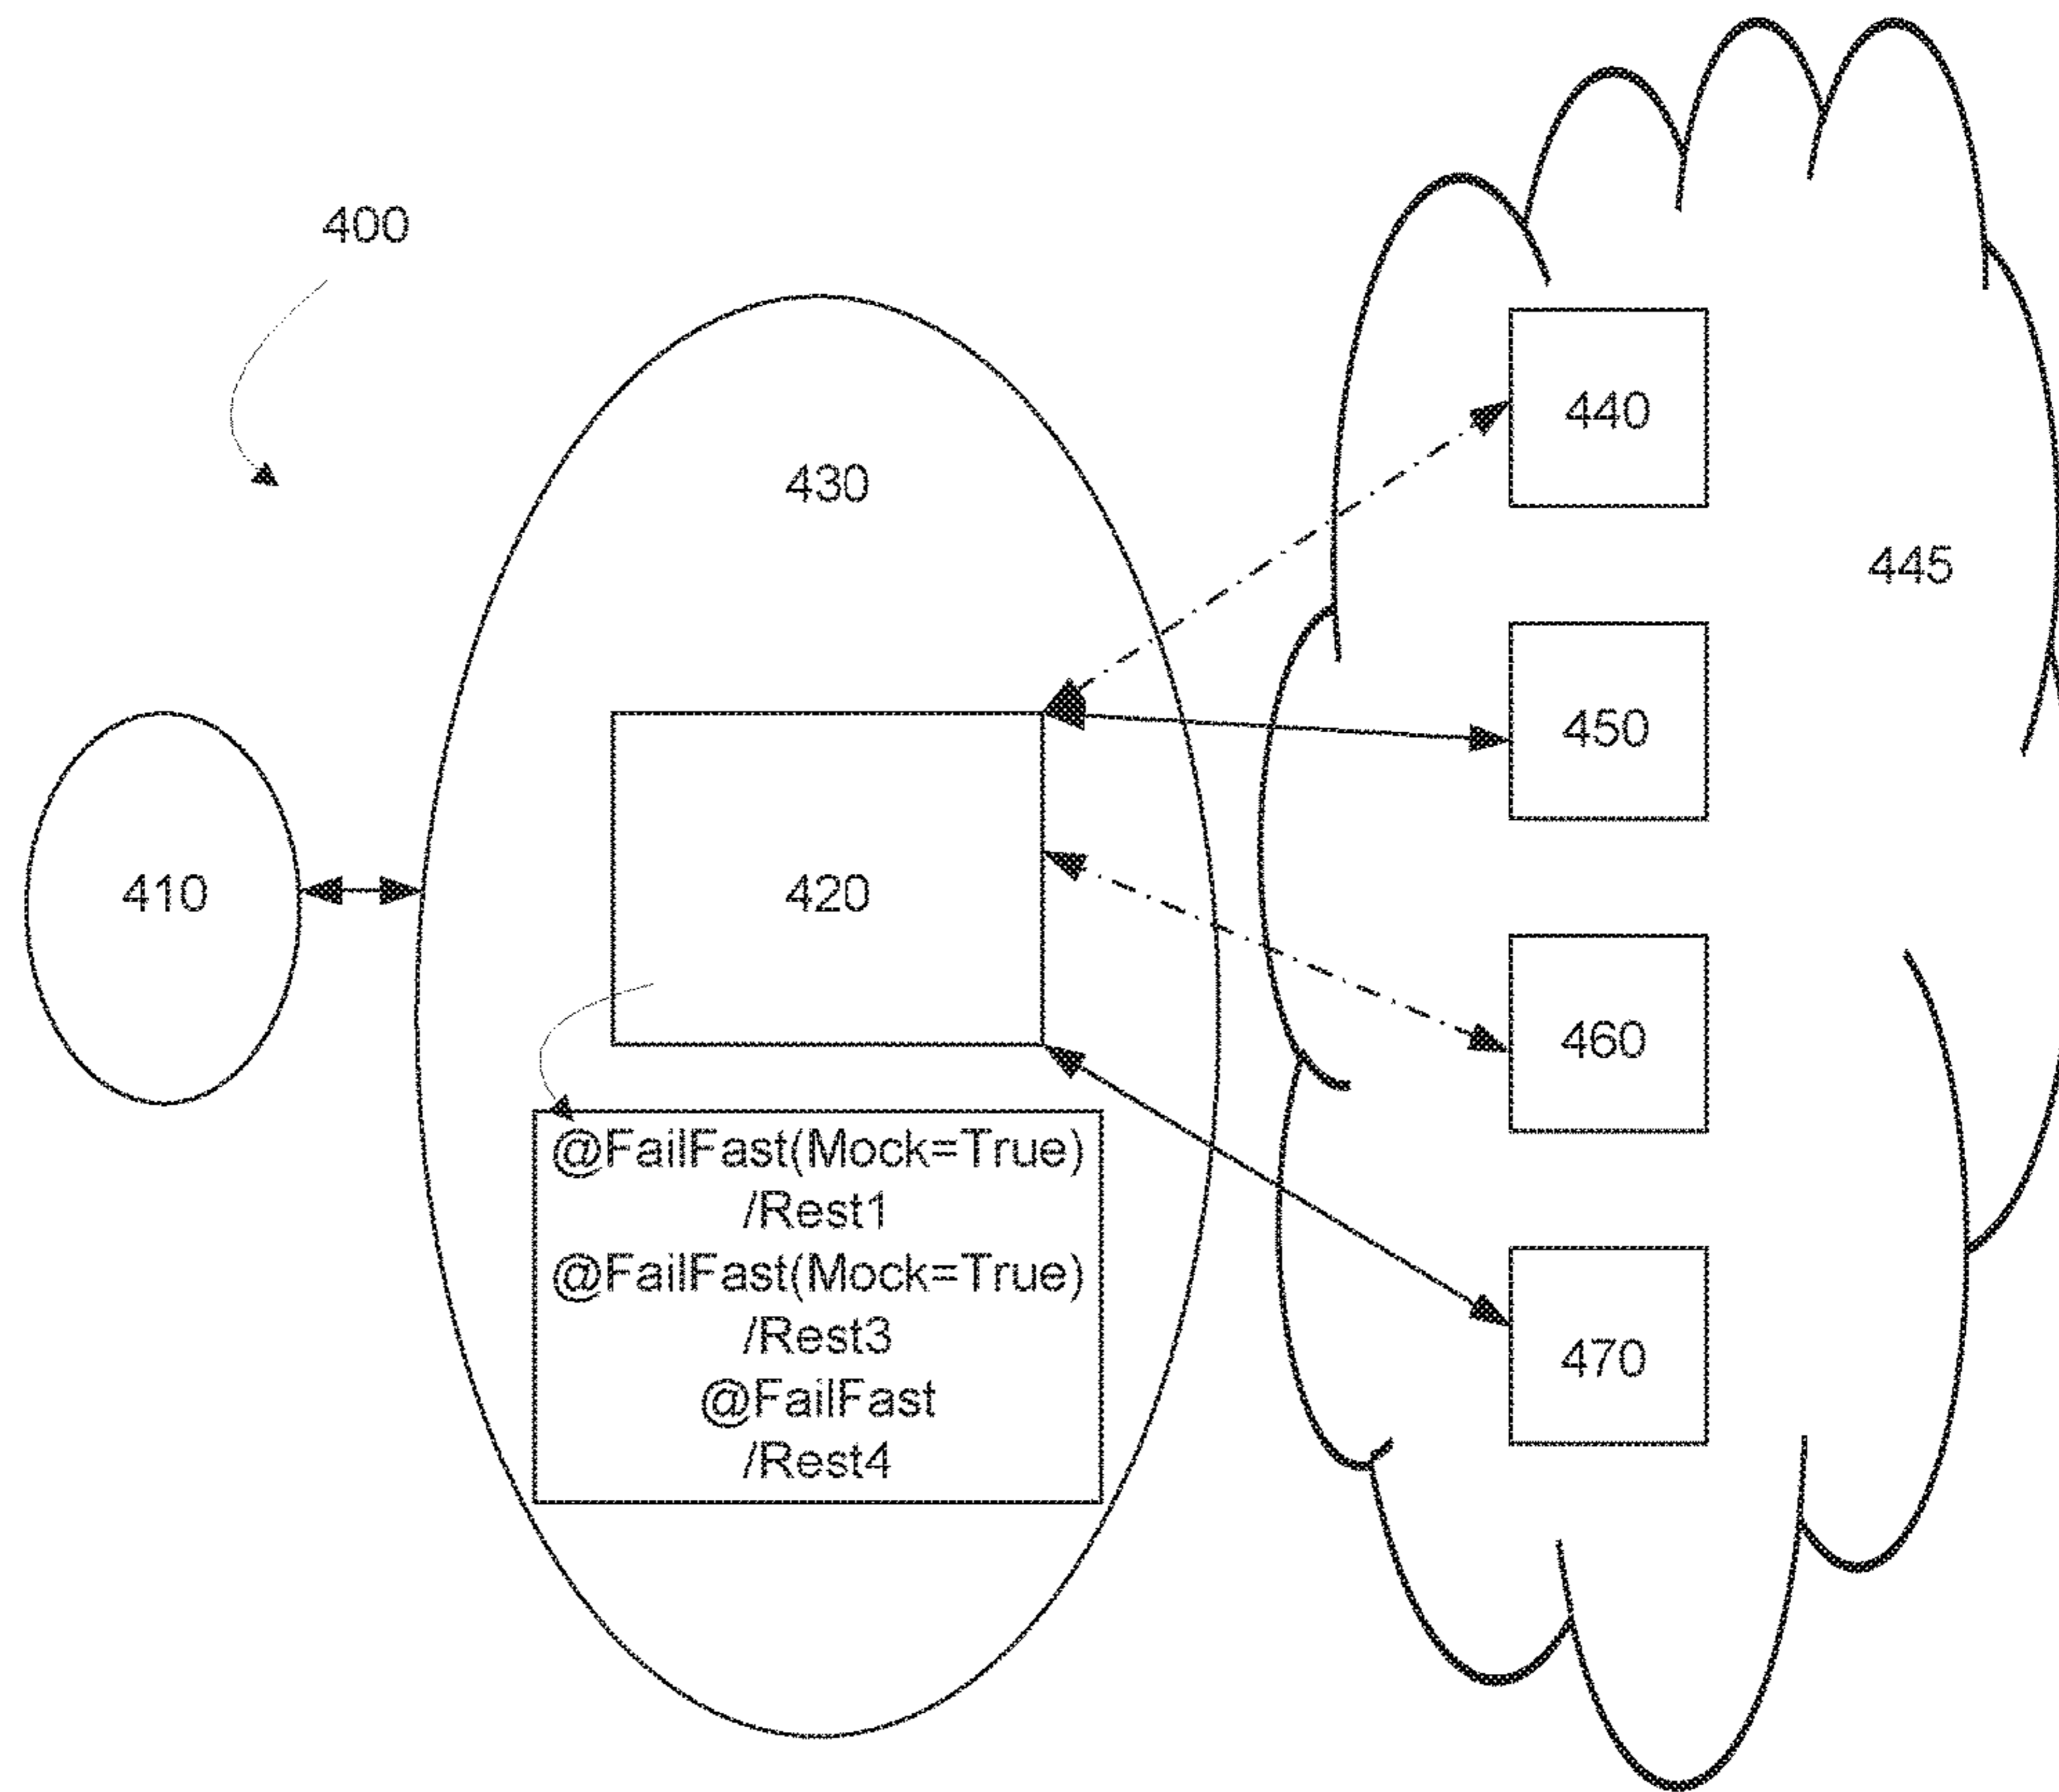 400
430
440
445
450
410
420
460
470
@FailFast(Mock=True)
/Rest1
@FailFast(Mock=True)
/Rest3
@FailFast
/Rest4